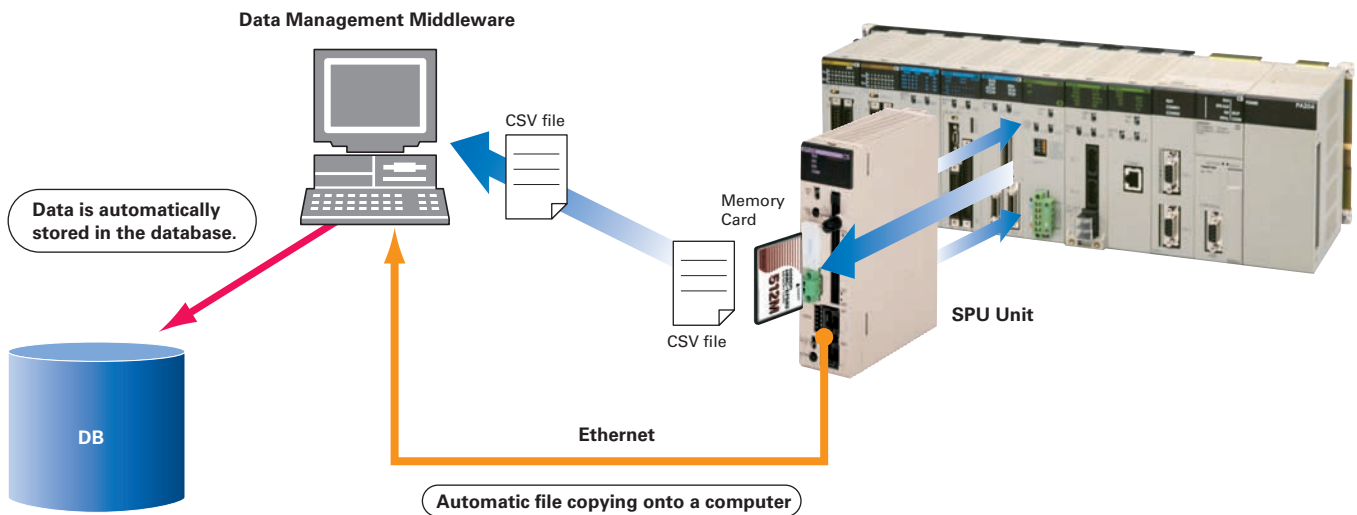 Data Management Middleware
CSV file
Memory
Card
Data is automatically
stored in the database.
512M
CSV file
SPU Unit
PA204
DB
Ethernet
Automatic file copying onto a computer